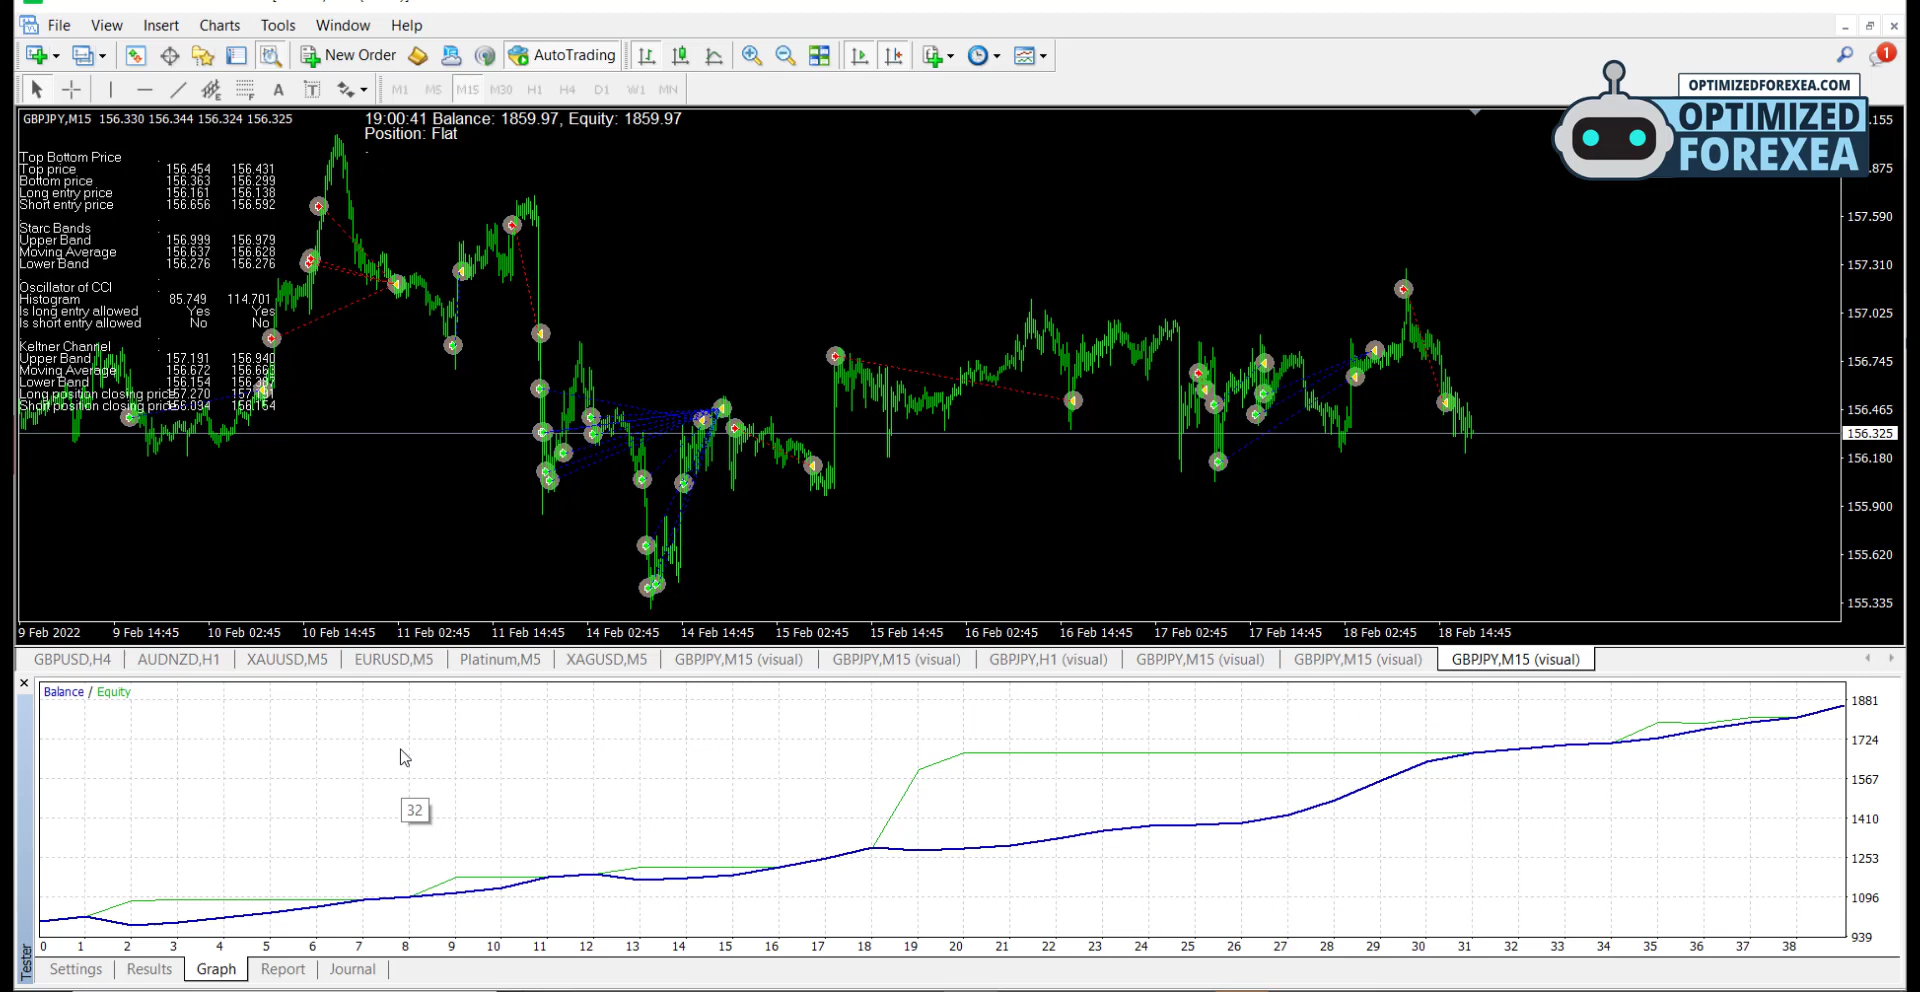 File View Insert Charts Tools Window Help
New Order AutoTrading 1
A T M1 M5 M15 M30 H1 H4 D1 W1 MN
OPTIMIZEDFOREXEA.COM
OPTIMIZED
FOREXEA
GBPJPY,M15 156.330 156.344 156.324 156.325
19:00:41 Balance: 1859.97, Equity: 1859.97
Position: Flat
Top Bottom Price
Top price 156.454 156.431
Bottom price 156.363 156.299
Long entry price 156.161 156.138
Short entry price 156.656 156.592
Starc Bands
Upper Band 156.999 156.979
Moving Average 156.637 156.628
Lower Band 156.276 156.276
Oscillator of CCI
Histogram 85.749 114.701
Is long entry allowed Yes Yes
Is short entry allowed No No
Keltner Channel
Upper Band 157.191 156.940
Moving Average 156.672 156.663
Lower Band 156.154
Long position closing price
Short position closing price 156.094 156.154
.155
.875
157.590
157.310
157.025
156.745
156.465
156.325
156.180
155.900
155.620
155.335
9 Feb 2022 9 Feb 14:45 10 Feb 02:45 10 Feb 14:45 11 Feb 02:45 11 Feb 14:45 14 Feb 02:45 14 Feb 14:45 15 Feb 02:45 15 Feb 14:45 16 Feb 02:45 16 Feb 14:45 17 Feb 02:45 17 Feb 14:45 18 Feb 02:45 18 Feb 14:45
GBPUSD,H4 AUDNZD,H1 XAUUSD,M5 EURUSD,M5 Platinum,M5 XAGUSD,M5 GBPJPY,M15 (visual) GBPJPY,M15 (visual) GBPJPY,H1 (visual) GBPJPY,M15 (visual) GBPJPY,M15 (visual) GBPJPY,M15 (visual)
Balance / Equity
32
1881
1724
1567
1410
1253
1096
939
0 1 2 3 4 5 6 7 8 9 10 11 12 13 14 15 16 17 18 19 20 21 22 23 24 25 26 27 28 29 30 31 32 33 34 35 36 37 38
Tester
Settings Results Graph Report Journal